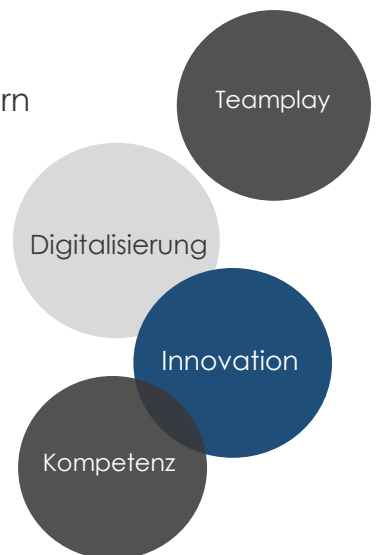 rn
Teamplay
Digitalisierung
Innovation
Kompetenz